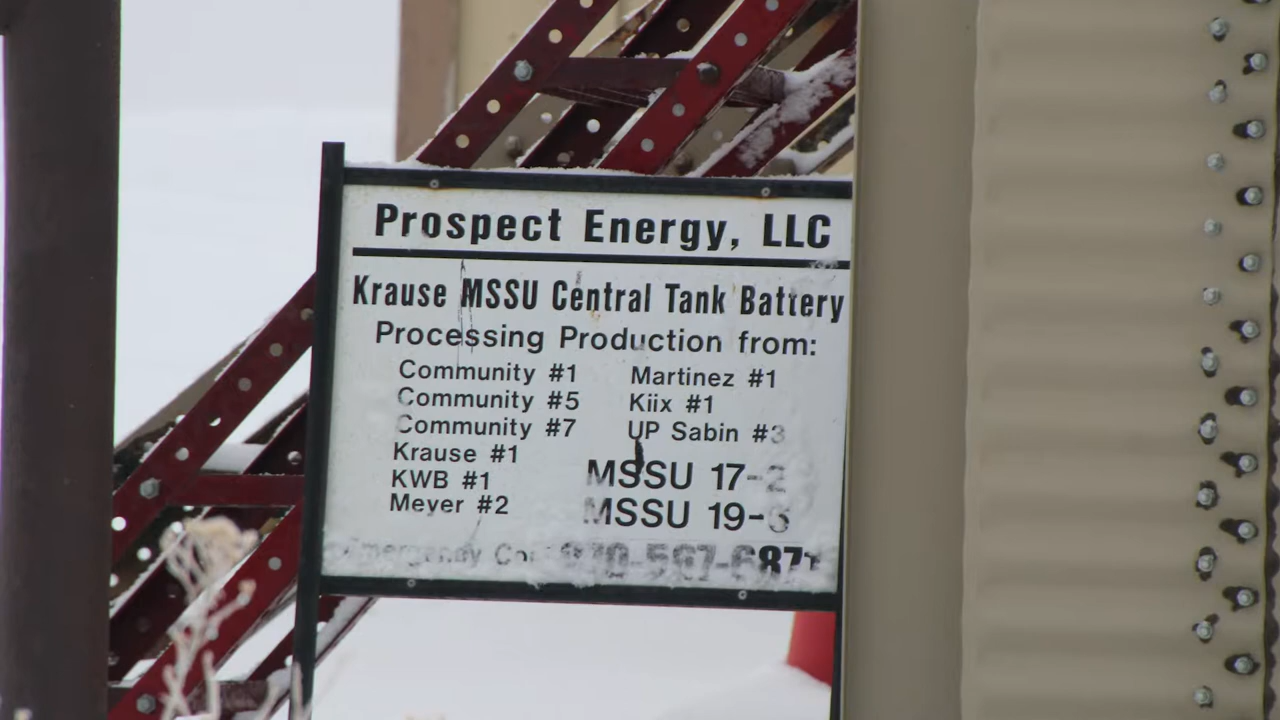 Prospect Energy, LLC
Krause MSSU Central Tank Battery
Processing Production from:
Community #1
Community #5
Community #7
Krause #1
KWB #1
Meyer #2
Martinez #1
Kiix #1
UP Sabin #3
MSSU 17-2
MSSU 19-
Emergency